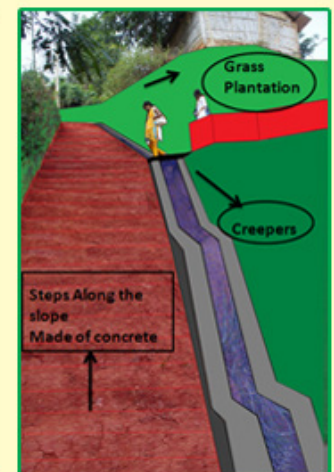 Grass
Plantation
Creepers
Steps Along the
slope
Made of concrete